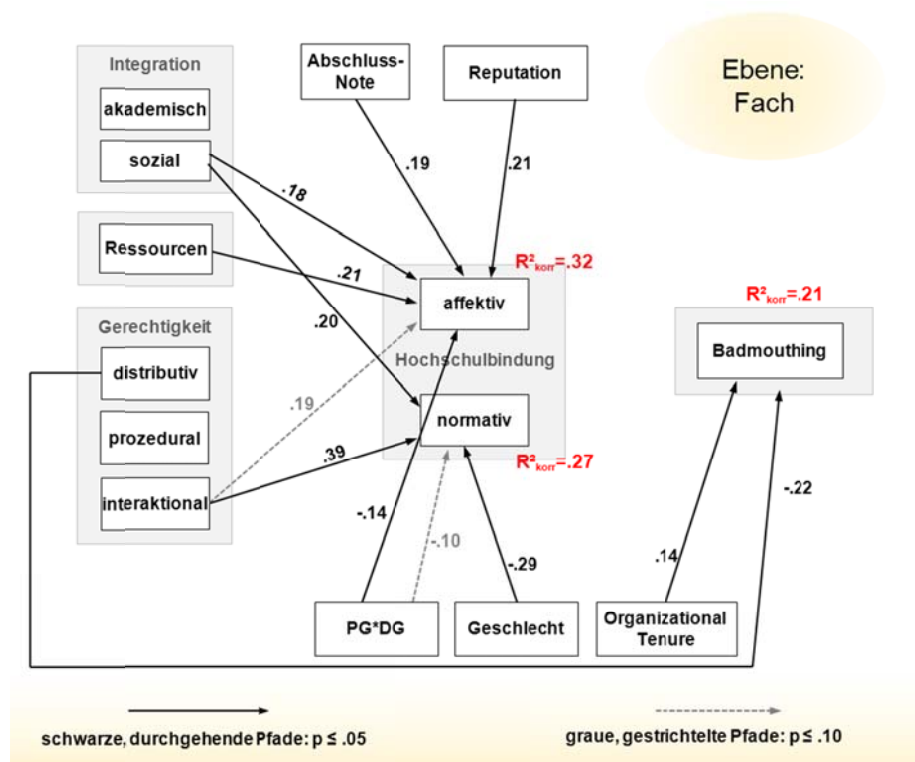 Integration
akademisch
sozial
Ressourcen
Gerechtigkeit
distributiv
prozedural
interaktional
Abschluss-
Note
Reputation
Ebene:
Fach
.18
.19
.21
.21
.20
.19
.39
R²korr=.32
affektiv
Hochschulbindung
normativ
R²korr=.27
R²korr=.21
Badmouthing
-.14
-.10
-.29
.14
-.22
PG*DG
Geschlecht
Organizational
Tenure
schwarze, durchgehende Pfade: p ≤ .05
graue, gestrichtelte Pfade: p ≤ .10